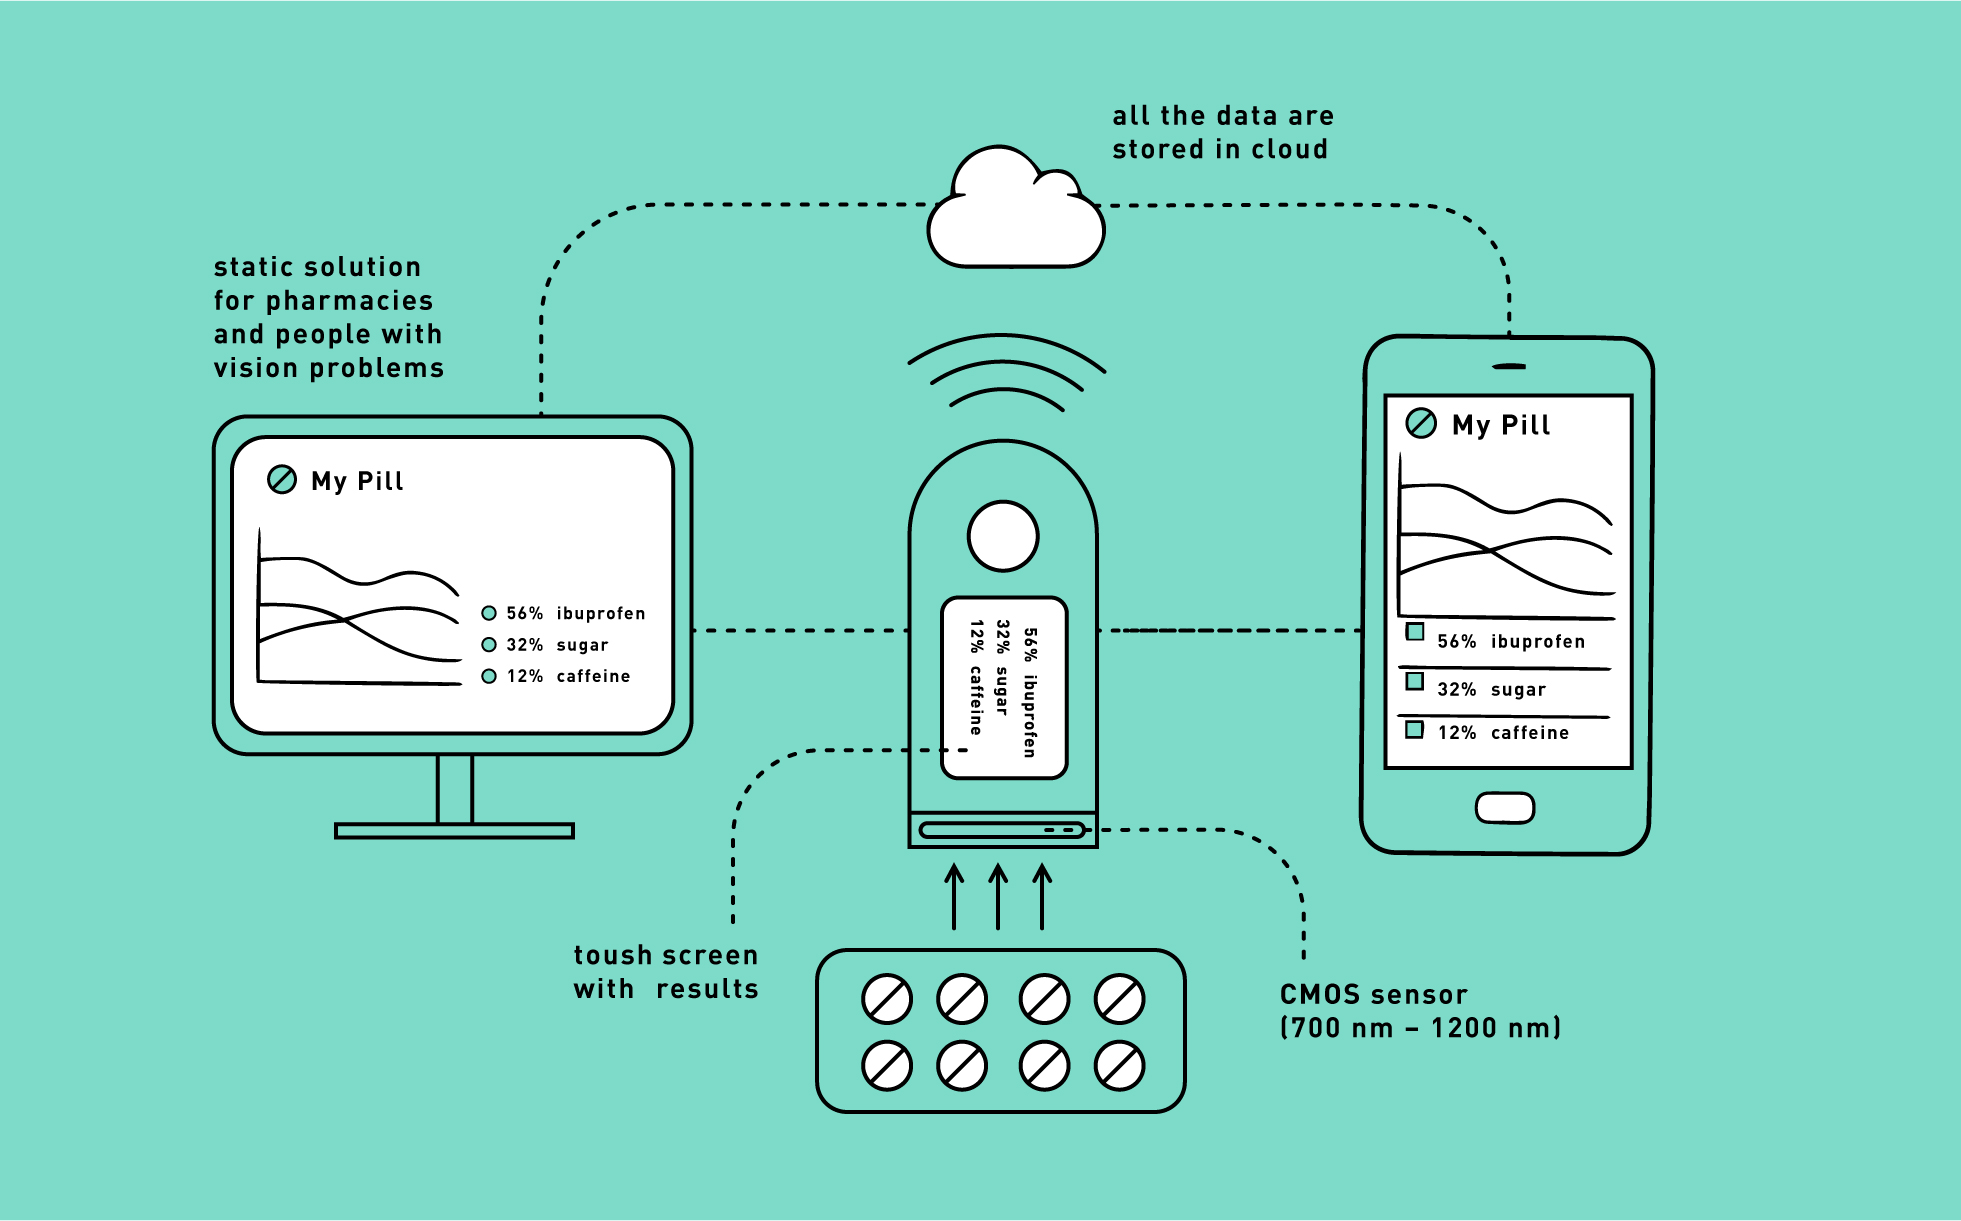 all the data are
stored in cloud
static solution
for pharmacies
and people with
vision problems
My Pill
56% ibuprofen
32% sugar
12% caffeine
56% ibuprofen
32% sugar
12% caffeine
My Pill
56% ibuprofen
32% sugar
12% caffeine
toush screen
with results
CMOS sensor
(700 nm – 1200 nm)